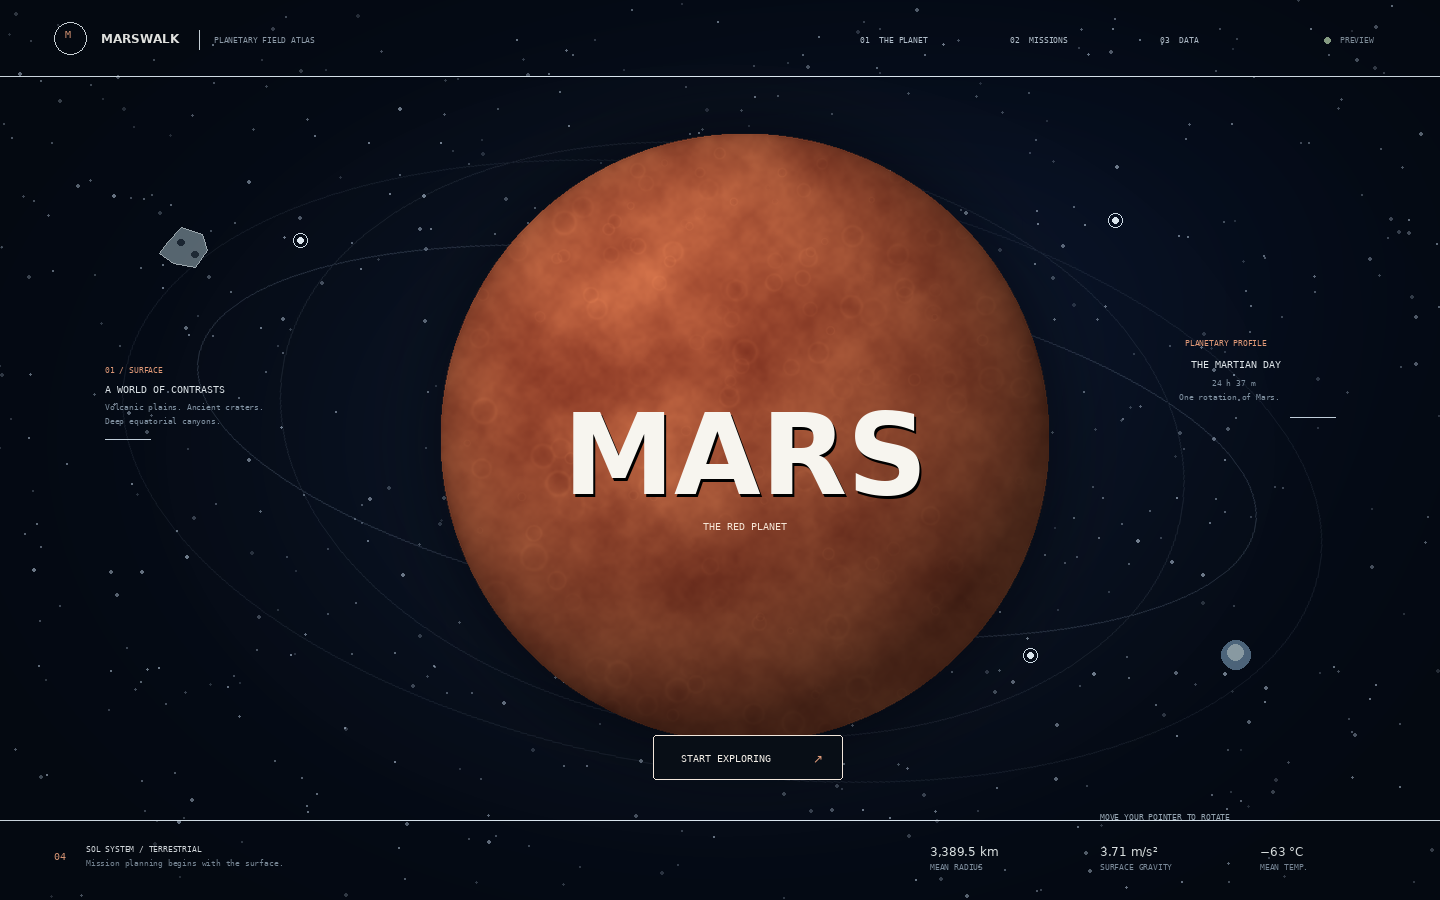 M
MARSWALK
PLANETARY FIELD ATLAS
01 THE PLANET
02 MISSIONS
03 DATA
PREVIEW
PLANETARY PROFILE
THE MARTIAN DAY
24 h 37 m
One rotation of Mars.
01 / SURFACE
A WORLD OF CONTRASTS
Volcanic plains. Ancient craters.
Deep equatorial canyons.
MARS
THE RED PLANET
START EXPLORING ↗
MOVE YOUR POINTER TO ROTATE
04
SOL SYSTEM / TERRESTRIAL
Mission planning begins with the surface.
3,389.5 km
MEAN RADIUS
3.71 m/s²
SURFACE GRAVITY
−63 °C
MEAN TEMP.